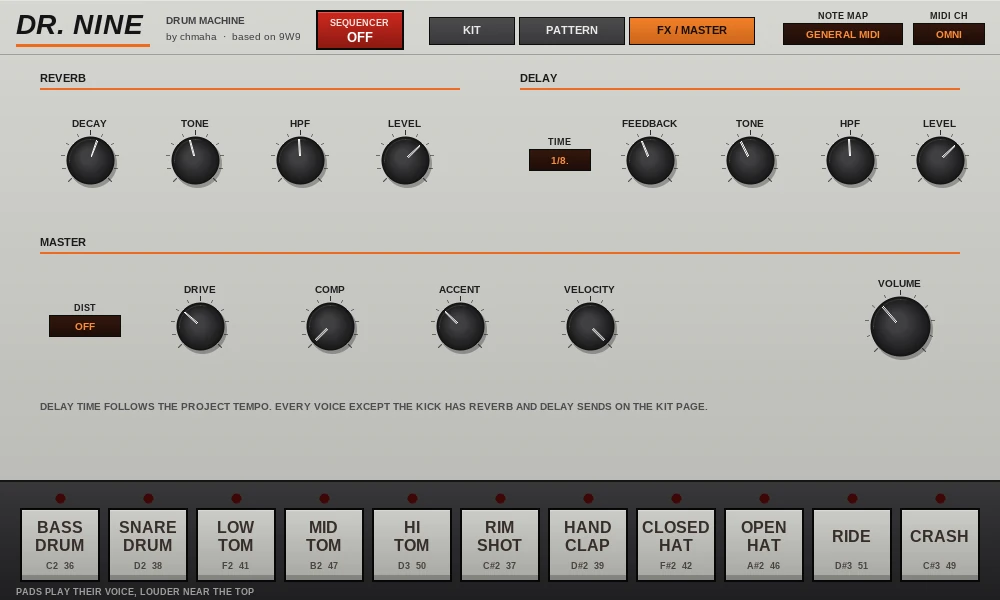 DR. NINE
DRUM MACHINE
by chmaha · based on 9W9
SEQUENCER
OFF
KIT
PATTERN
FX / MASTER
NOTE MAP
GENERAL MIDI
MIDI CH
OMNI
REVERB
DECAY
TONE
HPF
LEVEL
DELAY
TIME
1/8.
FEEDBACK
TONE
HPF
LEVEL
MASTER
DIST
OFF
DRIVE
COMP
ACCENT
VELOCITY
VOLUME
DELAY TIME FOLLOWS THE PROJECT TEMPO. EVERY VOICE EXCEPT THE KICK HAS REVERB AND DELAY SENDS ON THE KIT PAGE.
BASS
DRUM
C2 36
SNARE
DRUM
D2 38
LOW
TOM
F2 41
MID
TOM
B2 47
HI
TOM
D3 50
RIM
SHOT
C#2 37
HAND
CLAP
D#2 39
CLOSED
HAT
F#2 42
OPEN
HAT
A#2 46
RIDE
D#3 51
CRASH
C#3 49
PADS PLAY THEIR VOICE, LOUDER NEAR THE TOP